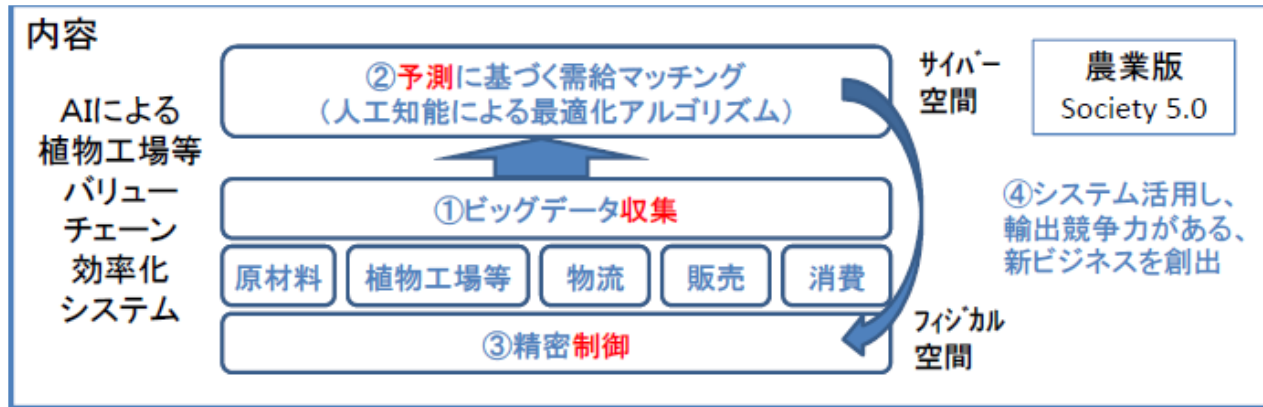 内容
AIによる
植物工場等
バリュー
チェーン
効率化
システム
②予測に基づく需給マッチング
（人工知能による最適化アルゴリズム）
①ビッグデータ収集
原材料
植物工場等
物流
販売
消費
③精密制御
ｻｲﾊﾞｰ
空間
ﾌｨｼﾞｶﾙ
空間
農業版
Society 5.0
④システム活用し、
輸出競争力がある、
新ビジネスを創出